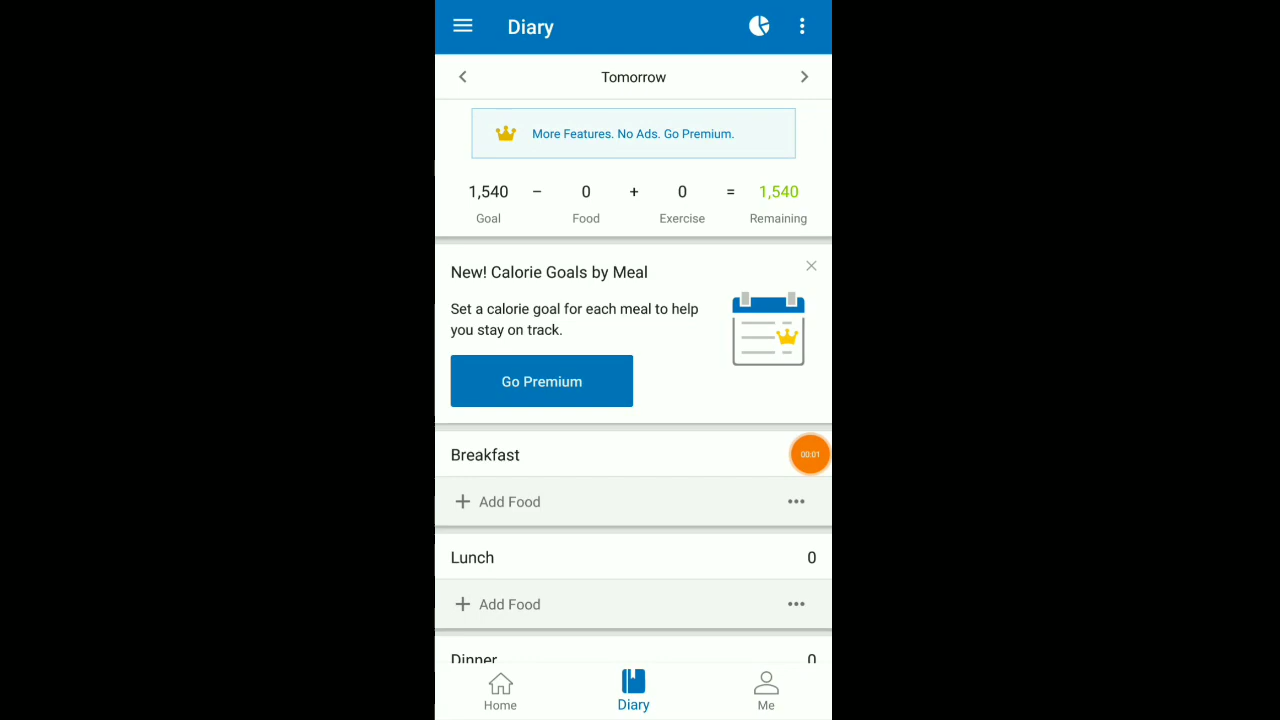 Diary
Tomorrow
More Features. No Ads. Go Premium.
1,540 − 0 + 0 = 1,540
Goal Food Exercise Remaining
New! Calorie Goals by Meal
Set a calorie goal for each meal to help
you stay on track.
Go Premium
Breakfast
00:01
+ Add Food
Lunch 0
+ Add Food
Dinner 0
Home Diary Me